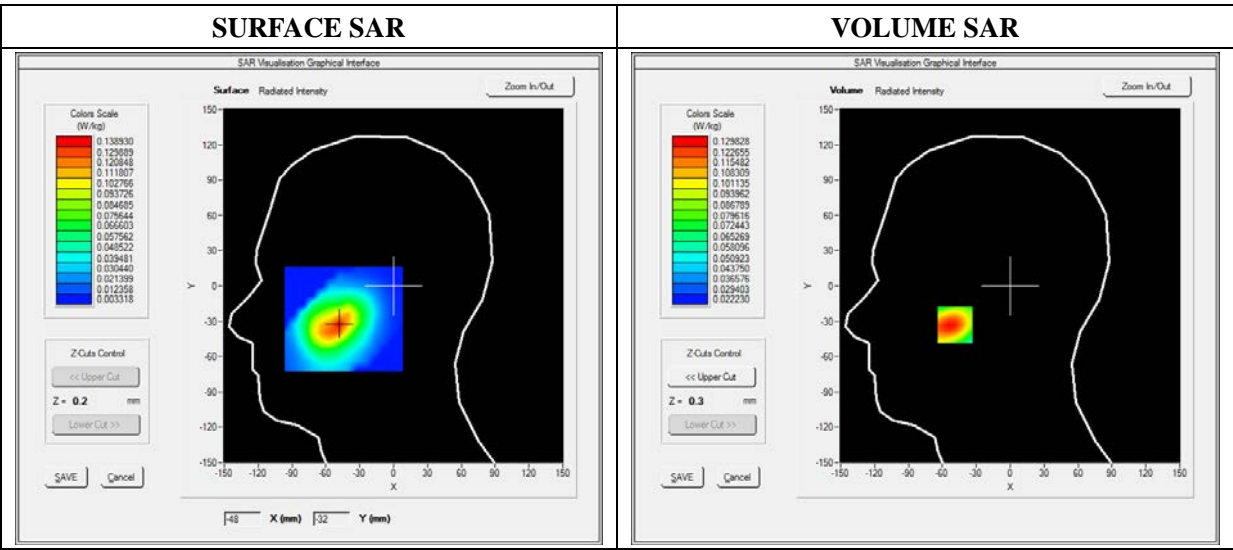 SURFACE SAR
VOLUME SAR
SAR Visualisation Graphical Interface
Surface Radiated Intensity
Zoom In/Out
Colors Scale
(W/kg)
0.138930
0.129889
0.120848
0.111807
0.102766
0.093726
0.084685
0.075644
0.066603
0.057562
0.048522
0.039481
0.030440
0.021399
0.012358
0.003318
Z-Cuts Control
<< Upper Cut
Z = 0.2 mm
Lower Cut >>
SAVE Cancel
150
120
90
60
30
0
-30
-60
-90
-120
-150
Y
-150 -120 -90 -60 -30 0 30 60 90 120 150
X
-48 X (mm) -32 Y (mm)
SAR Visualisation Graphical Interface
Volume Radiated Intensity
Zoom In/Out
Colors Scale
(W/kg)
0.129828
0.122655
0.115482
0.108309
0.101135
0.093962
0.086789
0.079616
0.072443
0.065269
0.058096
0.050923
0.043750
0.036576
0.029403
0.022230
Z-Cuts Control
<< Upper Cut
Z = 0.3 mm
Lower Cut >>
SAVE Cancel
150
120
90
60
30
0
-30
-60
-90
-120
-150
Y
-150 -120 -90 -60 -30 0 30 60 90 120 150
X